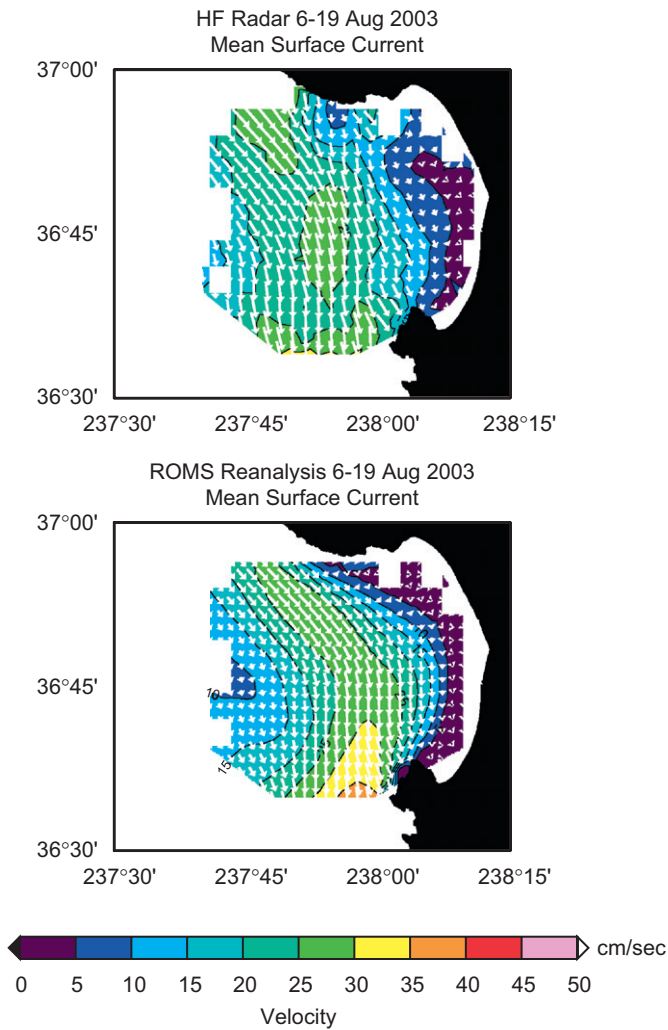 HF Radar 6-19 Aug 2003
Mean Surface Current
37°00'
36°45'
36°30'
237°30' 237°45' 238°00' 238°15'
ROMS Reanalysis 6-19 Aug 2003
Mean Surface Current
37°00'
36°45'
10
15
36°30'
237°30' 237°45' 238°00' 238°15'
cm/sec
0 5 10 15 20 25 30 35 40 45 50
Velocity